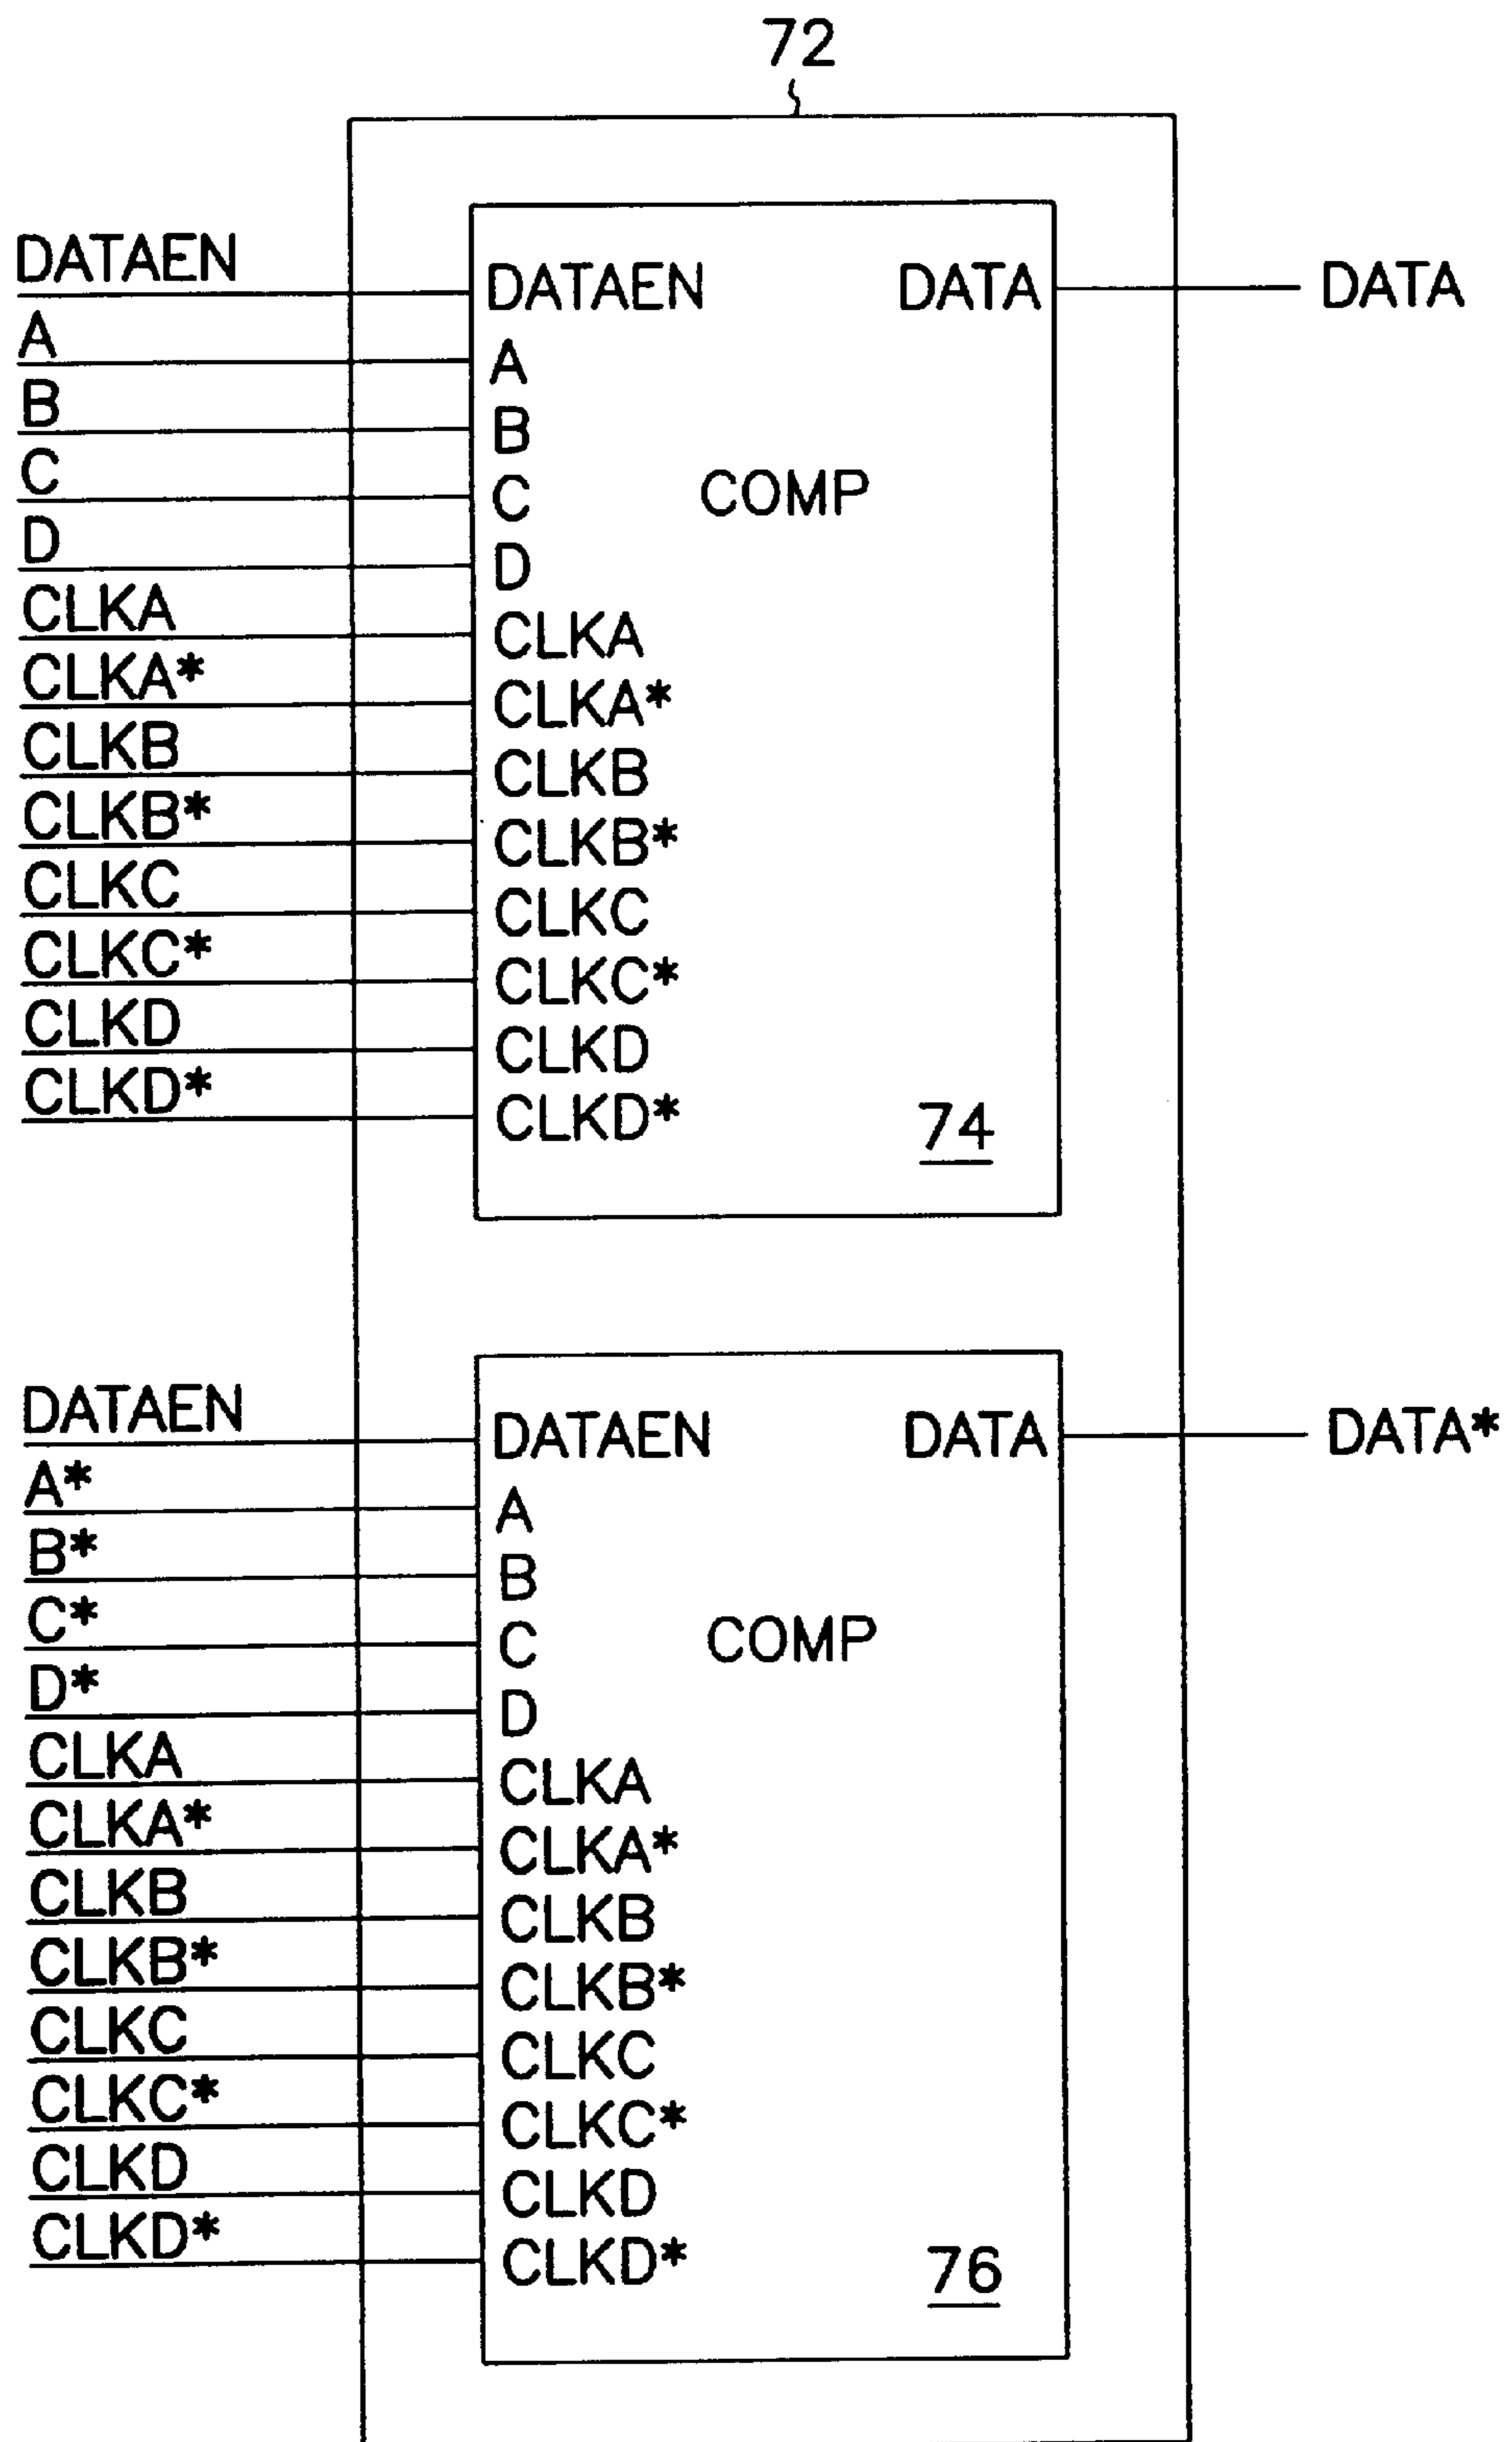 72
DATAEN
DATAEN DATA DATA
A
A
B
B
C
C COMP
D
D
CLKA
CLKA
CLKA*
CLKA*
CLKB
CLKB
CLKB*
CLKB*
CLKC
CLKC
CLKC*
CLKC*
CLKD
CLKD
CLKD*
CLKD* 74
DATAEN
DATAEN DATA DATA*
A*
A
B*
B
C*
C COMP
D*
D
CLKA
CLKA
CLKA*
CLKA*
CLKB
CLKB
CLKB*
CLKB*
CLKC
CLKC
CLKC*
CLKC*
CLKD
CLKD
CLKD*
CLKD* 76